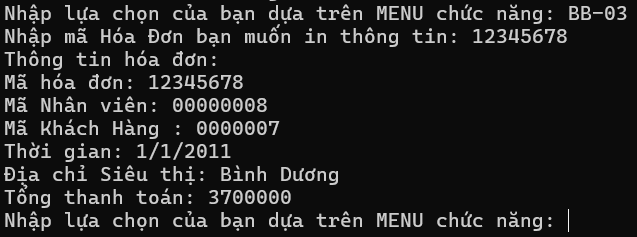 Nhập lựa chọn của bạn dựa trên MENU chức năng: BB-03
Nhập mã Hóa Đơn bạn muốn in thông tin: 12345678
Thông tin hóa đơn:
Mã hóa đơn: 12345678
Mã Nhân viên: 00000008
Mã Khách Hàng : 0000007
Thời gian: 1/1/2011
Địa chỉ Siêu thị: Bình Dương
Tổng thanh toán: 3700000
Nhập lựa chọn của bạn dựa trên MENU chức năng: